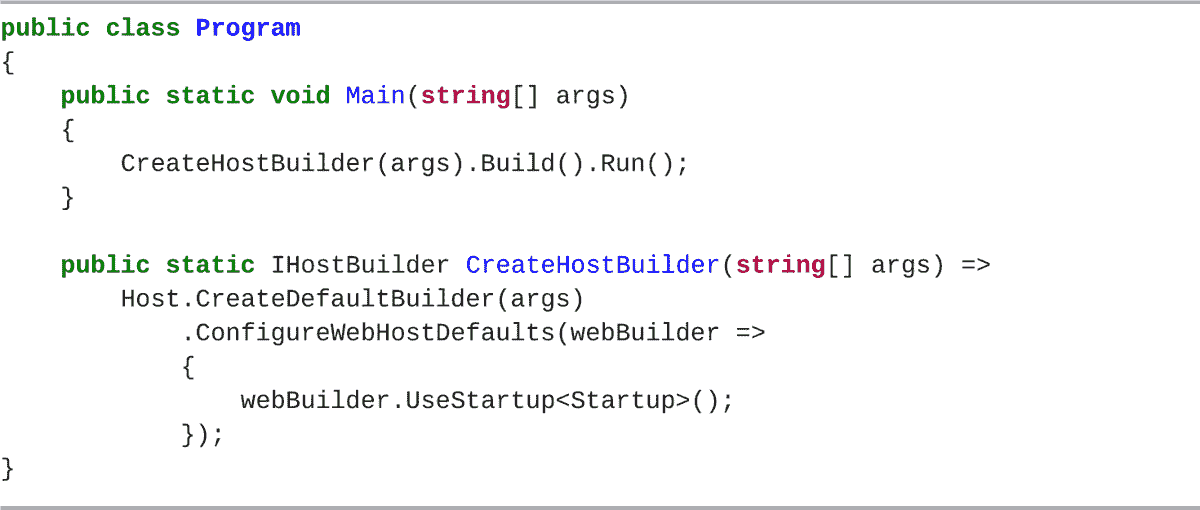 public class Program
{
    public static void Main(string[] args)
    {
        CreateHostBuilder(args).Build().Run();
    }

    public static IHostBuilder CreateHostBuilder(string[] args) =>
        Host.CreateDefaultBuilder(args)
            .ConfigureWebHostDefaults(webBuilder =>
            {
                webBuilder.UseStartup<Startup>();
            });
}